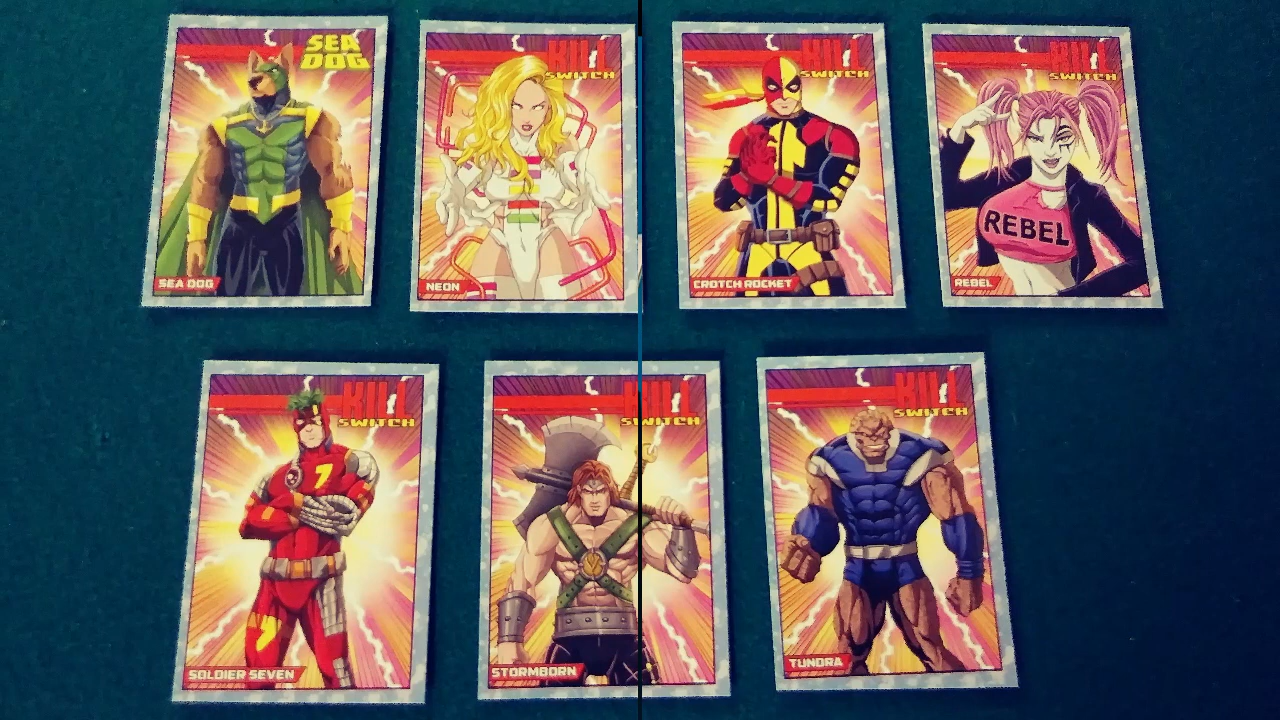 SEA
DOG
SEA DOG
KILL
SWITCH
NEON
KILL
SWITCH
CROTCH ROCKET
KILL
SWITCH
REBEL
REBEL
KILL
SWITCH
7
SOLDIER SEVEN
KILL
SWITCH
STORMBORN
KILL
SWITCH
TUNDRA